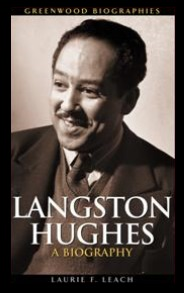 GREENWOOD BIOGRAPHIES
LANGSTON
HUGHES
A BIOGRAPHY
LAURIE F. LEACH